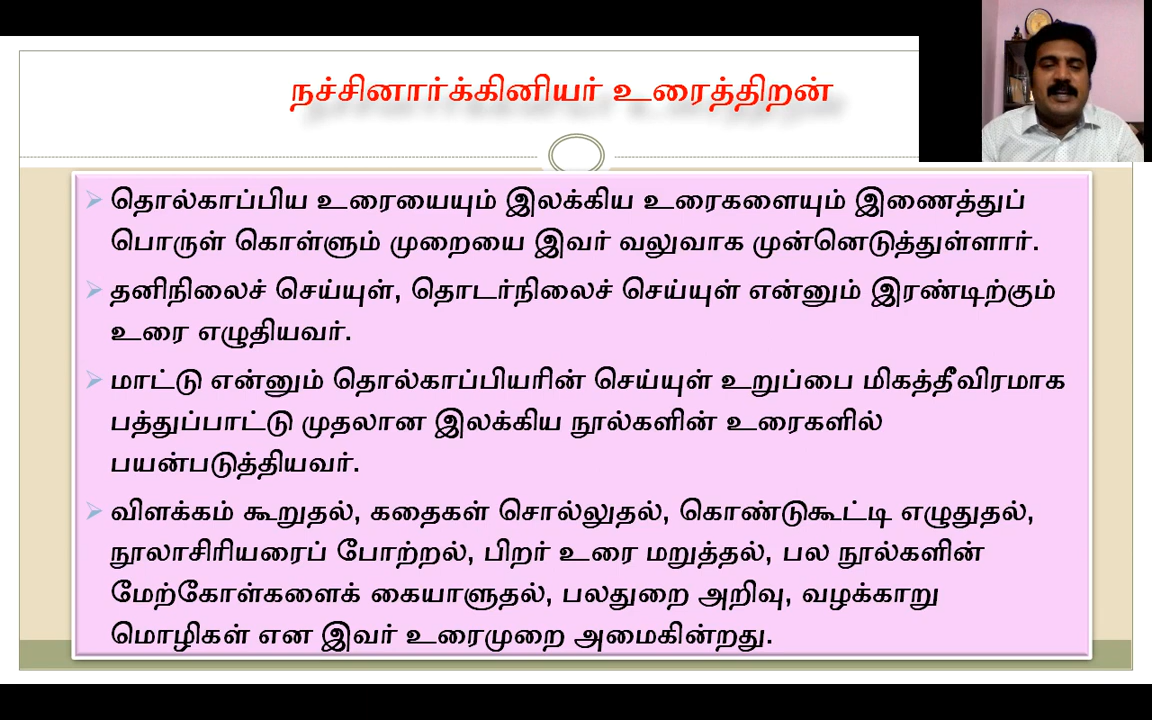 நச்சினார்க்கினியர் உரைத்திறன்
தொல்காப்பிய உரையையும் இலக்கிய உரைகளையும் இணைத்துப்
பொருள் கொள்ளும் முறையை இவர் வலுவாக முன்னெடுத்துள்ளார்.
தனிநிலைச் செய்யுள், தொடர்நிலைச் செய்யுள் என்னும் இரண்டிற்கும்
உரை எழுதியவர்.
மாட்டு என்னும் தொல்காப்பியரின் செய்யுள் உறுப்பை மிகத்தீவிரமாக
பத்துப்பாட்டு முதலான இலக்கிய நூல்களின் உரைகளில்
பயன்படுத்தியவர்.
விளக்கம் கூறுதல், கதைகள் சொல்லுதல், கொண்டுகூட்டி எழுதுதல்,
நூலாசிரியரைப் போற்றல், பிறர் உரை மறுத்தல், பல நூல்களின்
மேற்கோள்களைக் கையாளுதல், பலதுறை அறிவு, வழக்காறு
மொழிகள் என இவர் உரைமுறை அமைகின்றது.